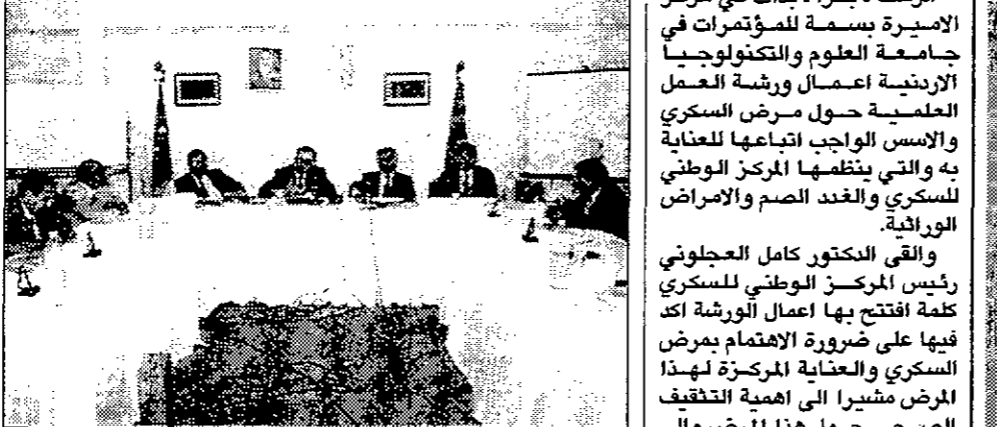 في مركز
الاميرة بسمة للمؤتمرات في
جامعة العلوم والتكنولوجيا
الاردنية اعمال ورشة العمل
العلمية حول مرض السكري
والاسس الواجب اتباعها للعناية
به والتي ينظمها المركز الوطني
للسكري والغدد الصم والامراض
الوراثية.
والقى الدكتور كامل العجلوني
رئيس المركز الوطني للسكري
كلمة افتتح بها اعمال الورشة اكد
فيها على ضرورة الاهتمام بمرض
السكري والعناية المركزة لهذا
المرض مشيرا الى اهمية التثقيف